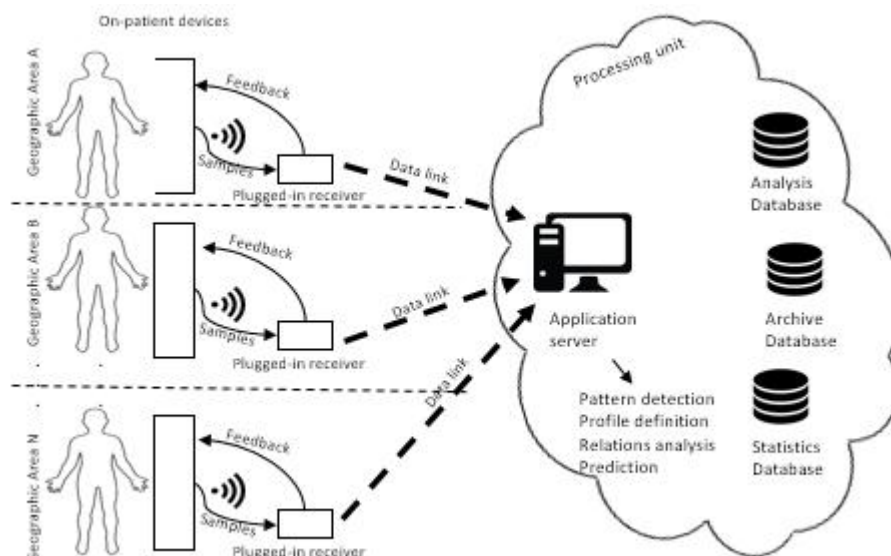 On-patient devices
Geographic Area A
Feedback
Samples
Plugged-in receiver
Data link
Geographic Area B
Feedback
Samples
Plugged-in receiver
Data link
Geographic Area N
Feedback
Samples
Plugged-in receiver
Data link
Processing unit
Application
server
Pattern detection
Profile definition
Relations analysis
Prediction
Analysis
Database
Archive
Database
Statistics
Database